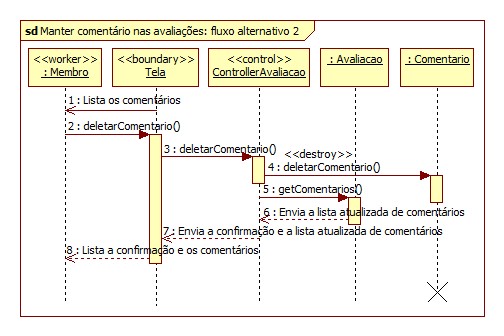 sd Manter comentário nas avaliações: fluxo alternativo 2
<<worker>>
: Membro
<<boundary>>
Tela
<<control>>
ControllerAvaliacao
: Avaliacao
: Comentario
1 : Lista os comentários
2 : deletarComentario()
3 : deletarComentario()
<<destroy>>
4 : deletarComentario()
5 : getComentarios()
6 : Envia a lista atualizada de comentários
7 : Envia a confirmação e a lista atualizada de comentários
8 : Lista a confirmação e os comentários